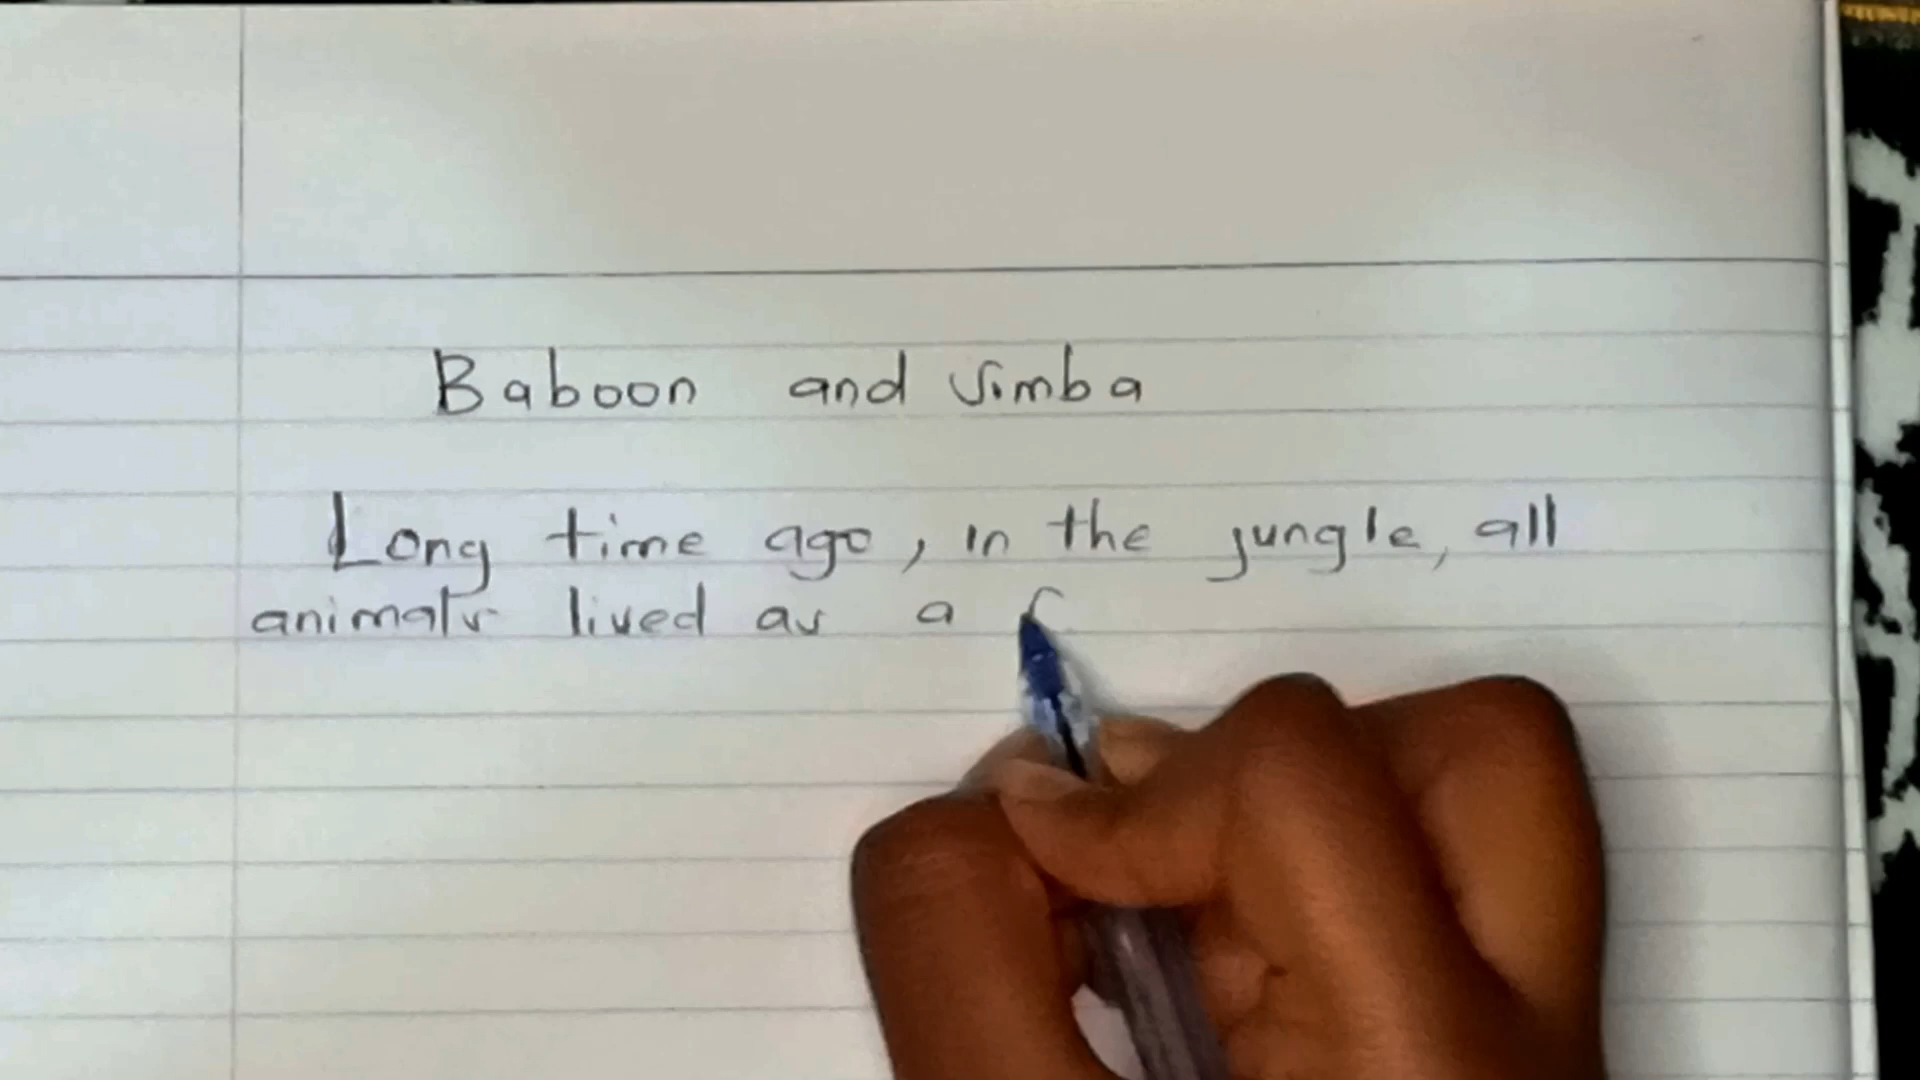 Baboon and Simba
Long time ago, in the jungle, all
animals lived as a f